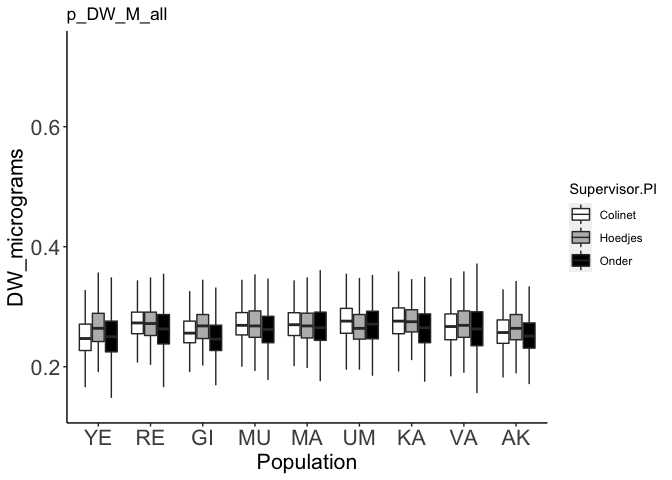 p_DW_M_all
DW_micrograms
0.6
0.4
0.2
YE RE GI MU MA UM KA VA AK
Population
Supervisor.PI
Colinet
Hoedjes
Onder